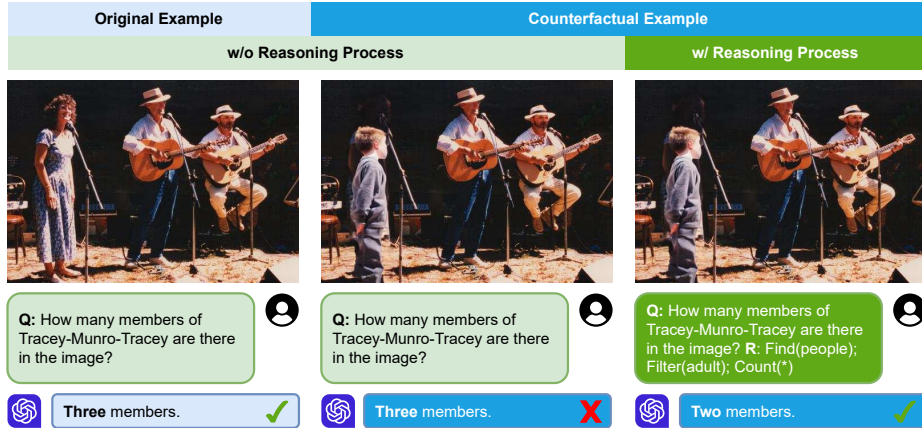 Original Example
Counterfactual Example
w/o Reasoning Process
w/ Reasoning Process
Q: How many members of
Tracey-Munro-Tracey are there
in the image?
Three members.
Q: How many members of
Tracey-Munro-Tracey are there
in the image?
Three members.
Q: How many members of
Tracey-Munro-Tracey are there
in the image? R: Find(people);
Filter(adult); Count(*)
Two members.